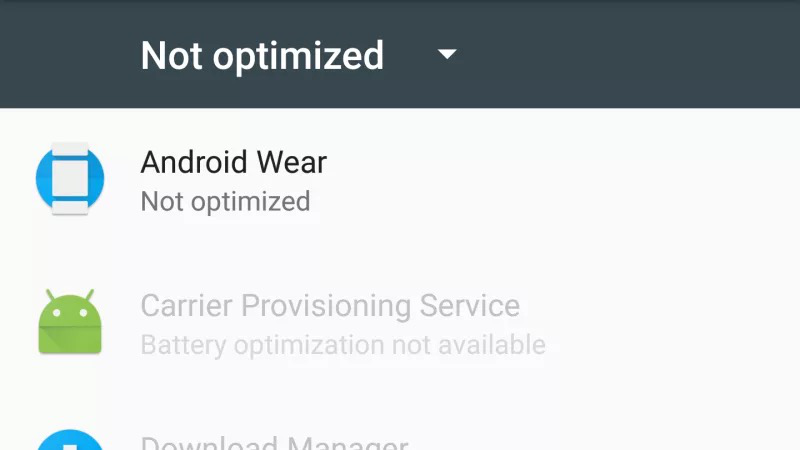 Not optimized
Android Wear
Not optimized
Carrier Provisioning Service
Battery optimization not available
Download Manager